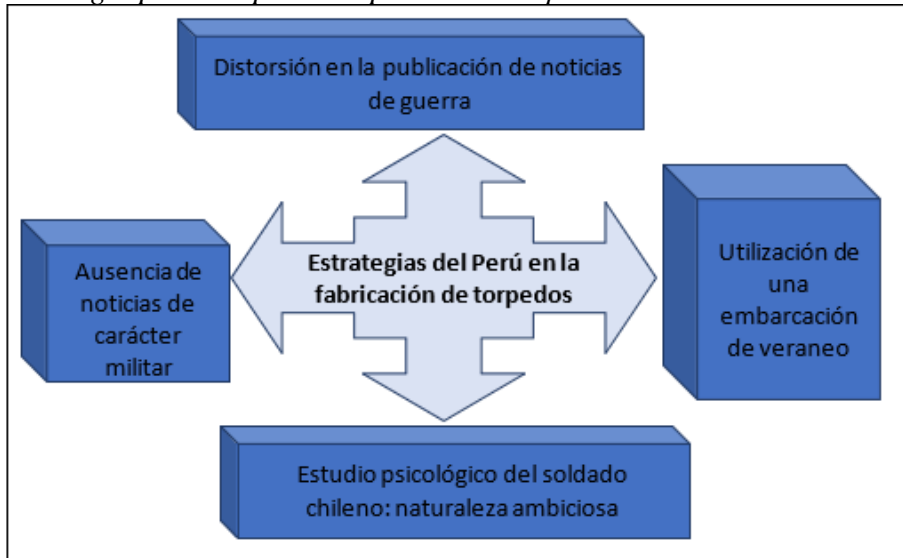 Distorsión en la publicación de noticias
de guerra
Ausencia de
noticias de
carácter
militar
Estrategias del Perú en la
fabricación de torpedos
Utilización de
una
embarcación
de veraneo
Estudio psicológico del soldado
chileno: naturaleza ambiciosa